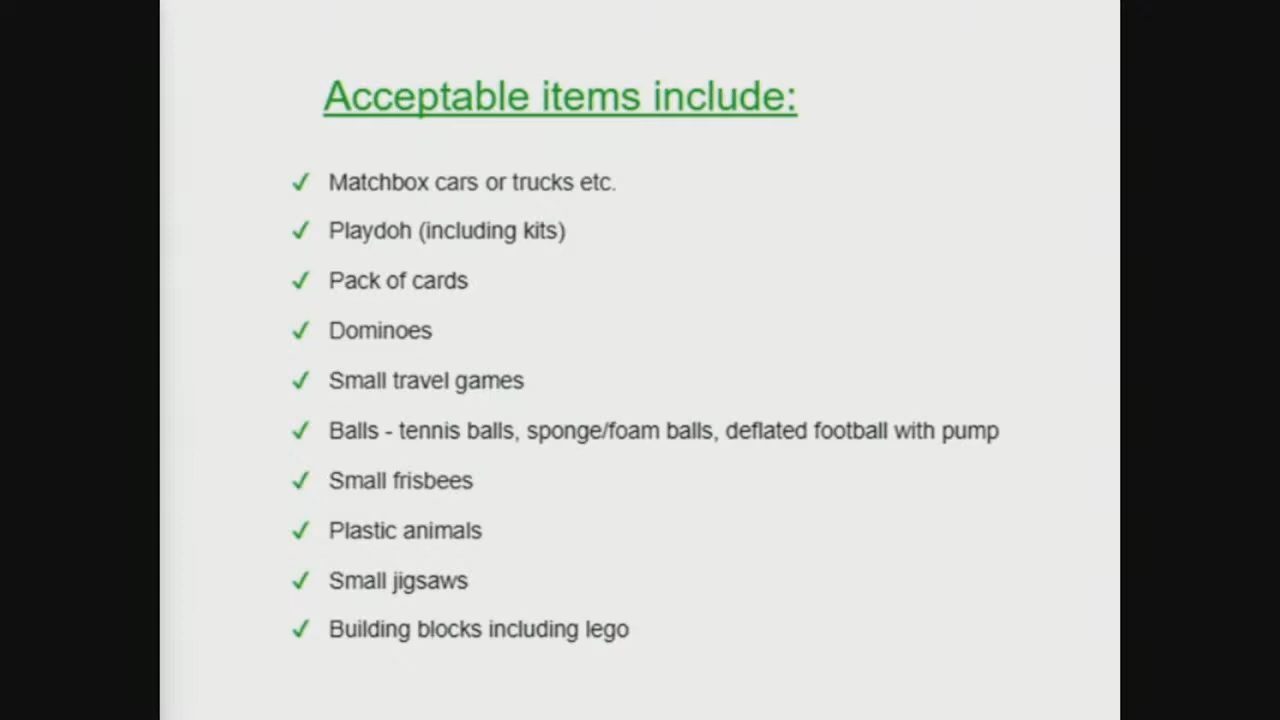 Acceptable items include:
✓ Matchbox cars or trucks etc.
✓ Playdoh (including kits)
✓ Pack of cards
✓ Dominoes
✓ Small travel games
✓ Balls - tennis balls, sponge/foam balls, deflated football with pump
✓ Small frisbees
✓ Plastic animals
✓ Small jigsaws
✓ Building blocks including lego